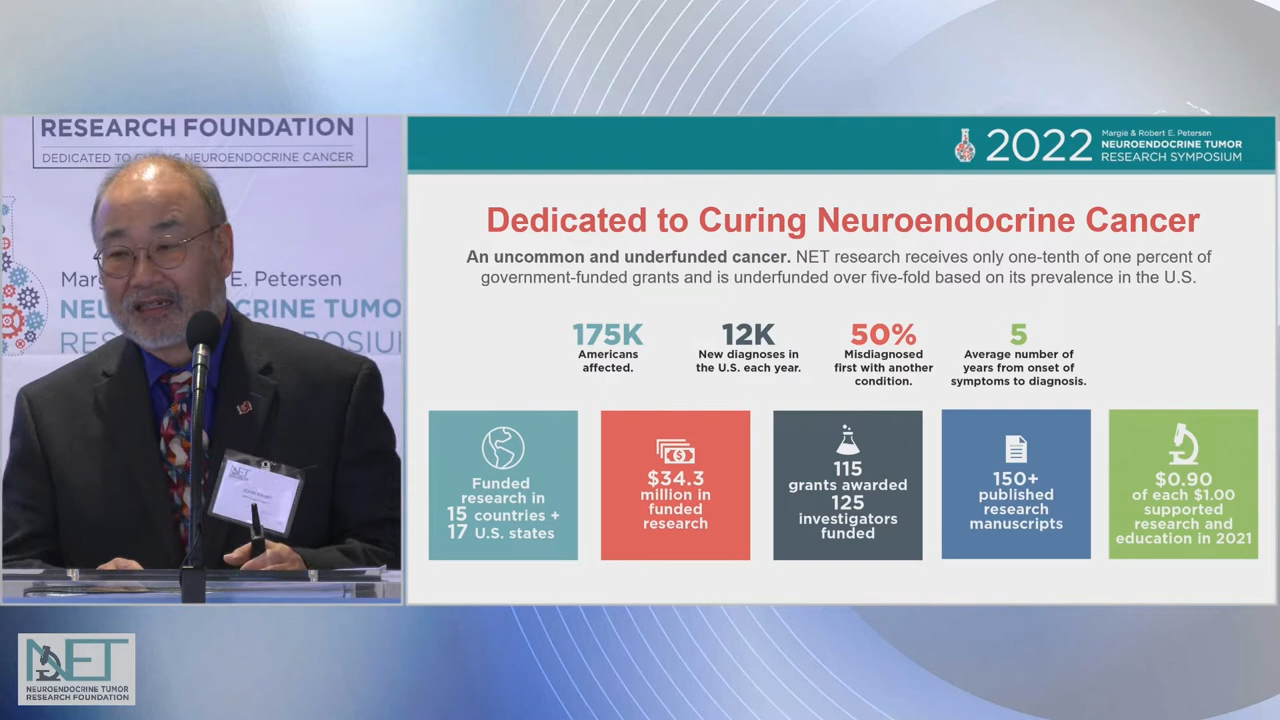 RESEARCH FOUNDATION
DEDICATED TO CURING NEUROENDOCRINE CANCER
E. Petersen
NET
2022
Margie & Robert E. Petersen
NEUROENDOCRINE TUMOR
RESEARCH SYMPOSIUM
Dedicated to Curing Neuroendocrine Cancer
An uncommon and underfunded cancer. NET research receives only one-tenth of one percent of
government-funded grants and is underfunded over five-fold based on its prevalence in the U.S.
175K
Americans
affected.
12K
New diagnoses in
the U.S. each year.
50%
Misdiagnosed
first with another
condition.
5
Average number of
years from onset of
symptoms to diagnosis.
Funded
research in
15 countries +
17 U.S. states
$34.3
million in
funded
research
115
grants awarded
125
investigators
funded
150+
published
research
manuscripts
$0.90
of each $1.00
supported
research and
education in 2021
NET
NEUROENDOCRINE TUMOR
RESEARCH FOUNDATION